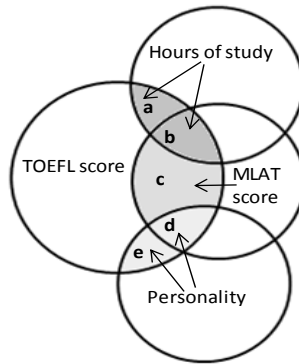 Hours of study
a
b
TOEFL score
c
MLAT
score
d
e
Personality